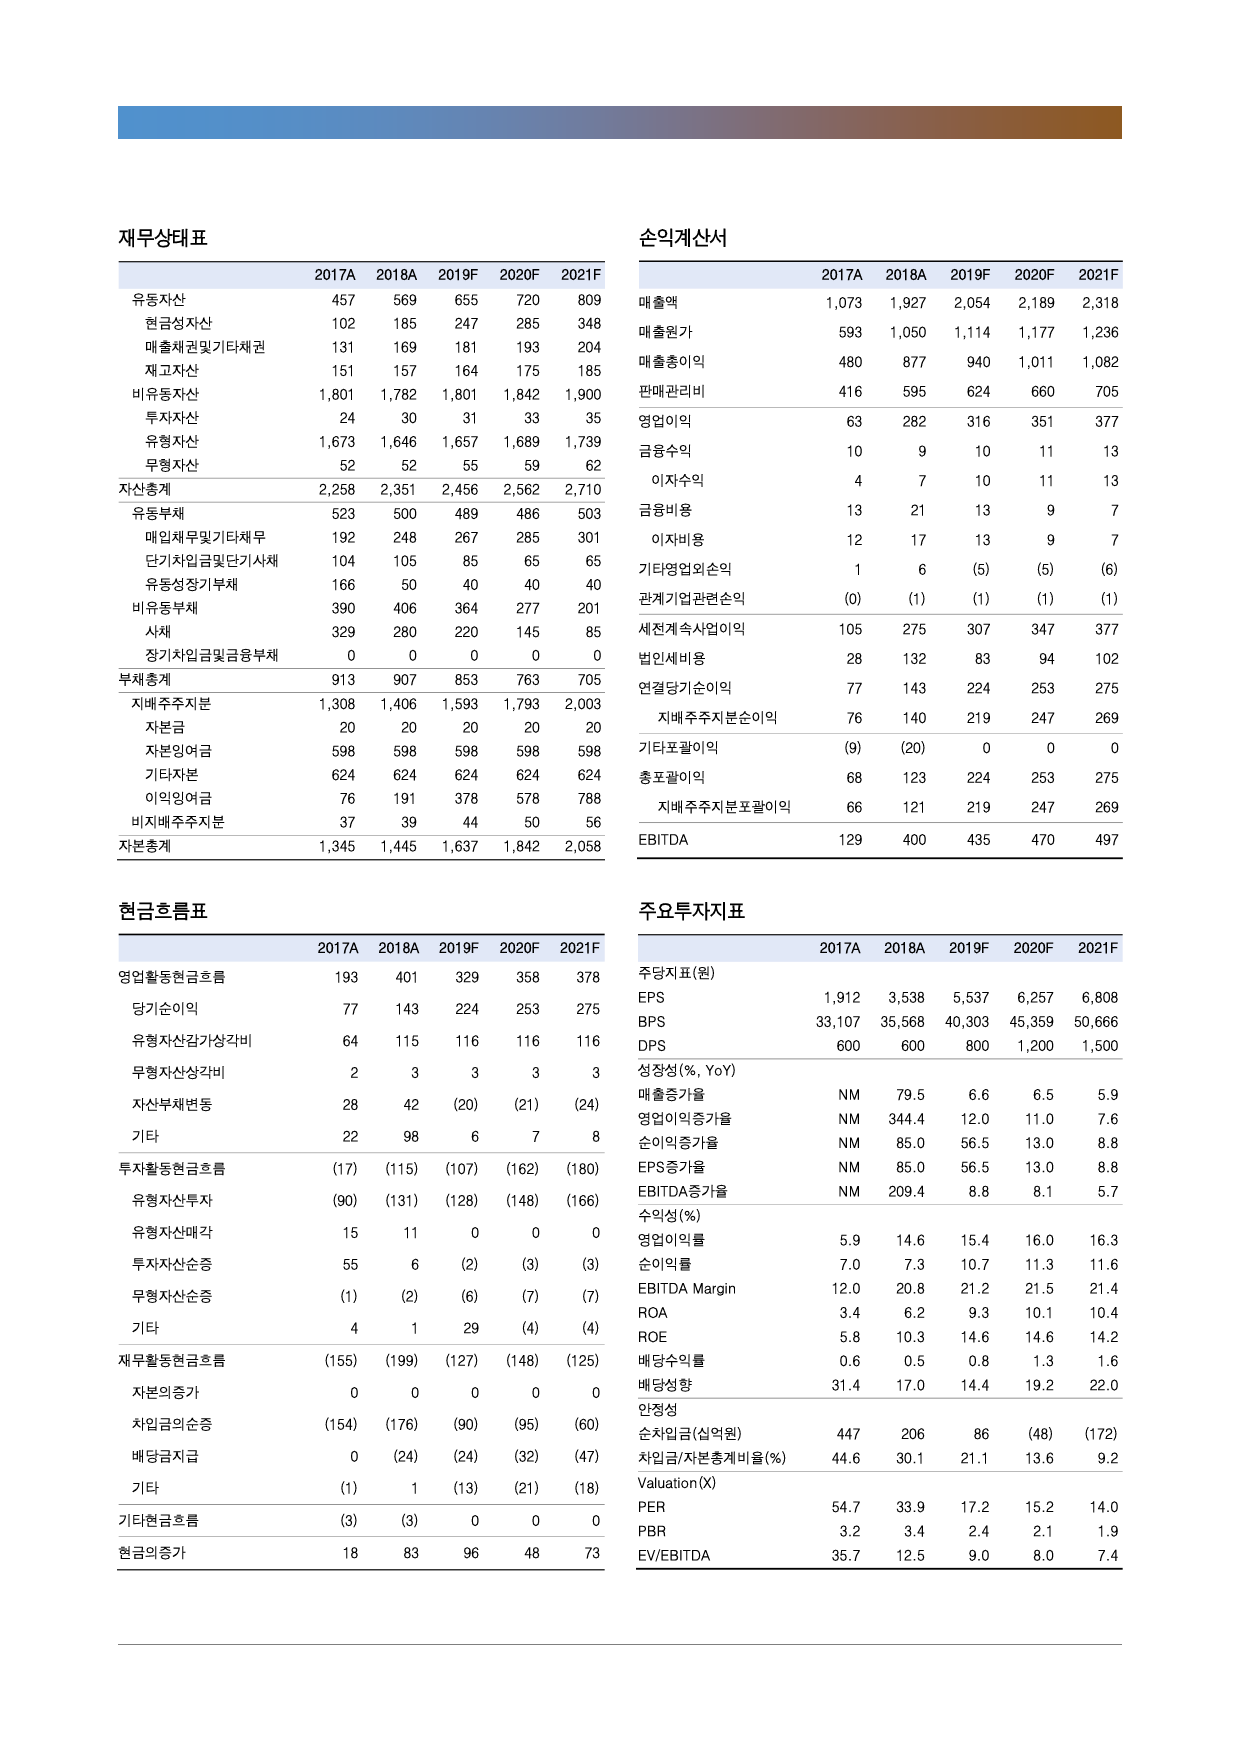 재무상태표
2017A 2018A 2019F 2020F 2021F
유동자산 457 569 655 720 809
현금성자산 102 185 247 285 348
매출채권및기타채권 131 169 181 193 204
재고자산 151 157 164 175 185
비유동자산 1,801 1,782 1,801 1,842 1,900
투자자산 24 30 31 33 35
유형자산 1,673 1,646 1,657 1,689 1,739
무형자산 52 52 55 59 62
자산총계 2,258 2,351 2,456 2,562 2,710
유동부채 523 500 489 486 503
매입채무및기타채무 192 248 267 285 301
단기차입금및단기사채 104 105 85 65 65
유동성장기부채 166 50 40 40 40
비유동부채 390 406 364 277 201
사채 329 280 220 145 85
장기차입금및금융부채 0 0 0 0 0
부채총계 913 907 853 763 705
지배주주지분 1,308 1,406 1,593 1,793 2,003
자본금 20 20 20 20 20
자본잉여금 598 598 598 598 598
기타자본 624 624 624 624 624
이익잉여금 76 191 378 578 788
비지배주주지분 37 39 44 50 56
자본총계 1,345 1,445 1,637 1,842 2,058
손익계산서
2017A 2018A 2019F 2020F 2021F
매출액 1,073 1,927 2,054 2,189 2,318
매출원가 593 1,050 1,114 1,177 1,236
매출총이익 480 877 940 1,011 1,082
판매관리비 416 595 624 660 705
영업이익 63 282 316 351 377
금융수익 10 9 10 11 13
이자수익 4 7 10 11 13
금융비용 13 21 13 9 7
이자비용 12 17 13 9 7
기타영업외손익 1 6 (5) (5) (6)
관계기업관련손익 (0) (1) (1) (1) (1)
세전계속사업이익 105 275 307 347 377
법인세비용 28 132 83 94 102
연결당기순이익 77 143 224 253 275
지배주주지분순이익 76 140 219 247 269
기타포괄이익 (9) (20) 0 0 0
총포괄이익 68 123 224 253 275
지배주주지분포괄이익 66 121 219 247 269
EBITDA 129 400 435 470 497
현금흐름표
2017A 2018A 2019F 2020F 2021F
영업활동현금흐름 193 401 329 358 378
당기순이익 77 143 224 253 275
유형자산감가상각비 64 115 116 116 116
무형자산상각비 2 3 3 3 3
자산부채변동 28 42 (20) (21) (24)
기타 22 98 6 7 8
투자활동현금흐름 (17) (115) (107) (162) (180)
유형자산투자 (90) (131) (128) (148) (166)
유형자산매각 15 11 0 0 0
투자자산순증 55 6 (2) (3) (3)
무형자산순증 (1) (2) (6) (7) (7)
기타 4 1 29 (4) (4)
재무활동현금흐름 (155) (199) (127) (148) (125)
자본의증가 0 0 0 0 0
차입금의순증 (154) (176) (90) (95) (60)
배당금지급 0 (24) (24) (32) (47)
기타 (1) 1 (13) (21) (18)
기타현금흐름 (3) (3) 0 0 0
현금의증가 18 83 96 48 73
주요투자지표
2017A 2018A 2019F 2020F 2021F
주당지표(원)
EPS 1,912 3,538 5,537 6,257 6,808
BPS 33,107 35,568 40,303 45,359 50,666
DPS 600 600 800 1,200 1,500
성장성(%, YoY)
매출증가율 NM 79.5 6.6 6.5 5.9
영업이익증가율 NM 344.4 12.0 11.0 7.6
순이익증가율 NM 85.0 56.5 13.0 8.8
EPS증가율 NM 85.0 56.5 13.0 8.8
EBITDA증가율 NM 209.4 8.8 8.1 5.7
수익성(%)
영업이익률 5.9 14.6 15.4 16.0 16.3
순이익률 7.0 7.3 10.7 11.3 11.6
EBITDA Margin 12.0 20.8 21.2 21.5 21.4
ROA 3.4 6.2 9.3 10.1 10.4
ROE 5.8 10.3 14.6 14.6 14.2
배당수익률 0.6 0.5 0.8 1.3 1.6
배당성향 31.4 17.0 14.4 19.2 22.0
안정성
순차입금(십억원) 447 206 86 (48) (172)
차입금/자본총계비율(%) 44.6 30.1 21.1 13.6 9.2
Valuation(X)
PER 54.7 33.9 17.2 15.2 14.0
PBR 3.2 3.4 2.4 2.1 1.9
EV/EBITDA 35.7 12.5 9.0 8.0 7.4